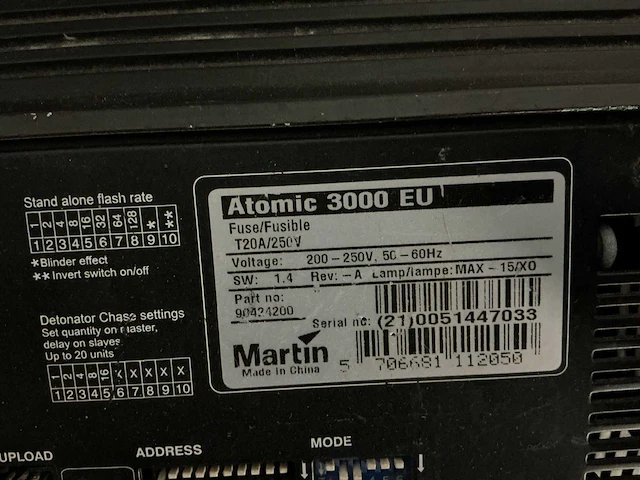 Stand alone flash rate
1 2 4 8 16 32 64 128 * **
1 2 3 4 5 6 7 8 9 10
*Blinder effect
** Invert switch on/off
Detonator Chase settings
Set quantity on master,
delay on slaves
Up to 20 units
1 2 4 8 16 X X X X X
1 2 3 4 5 6 7 8 9 10
Atomic 3000 EU
Fuse/Fusible
T20A/250V
Voltage: 200-250V, 50-60Hz
SW: 1.4 Rev: -A Lamp/lampe: MAX-15/XO
Part no:
90424200
Serial no: (21)0051447033
Martin
Made In China
5 706681 112050
UPLOAD
ADDRESS
MODE